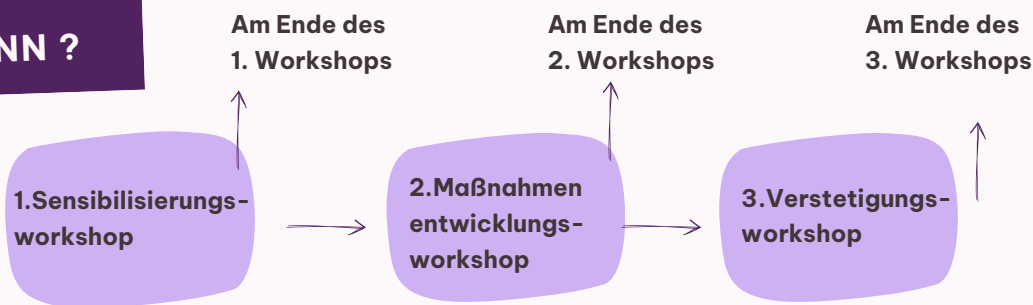 NN ?
Am Ende des
1. Workshops
Am Ende des
2. Workshops
Am Ende des
3. Workshops
1.Sensibilisierungs-
workshop
2.Maßnahmen
entwicklungs-
workshop
3.Verstetigungs-
workshop